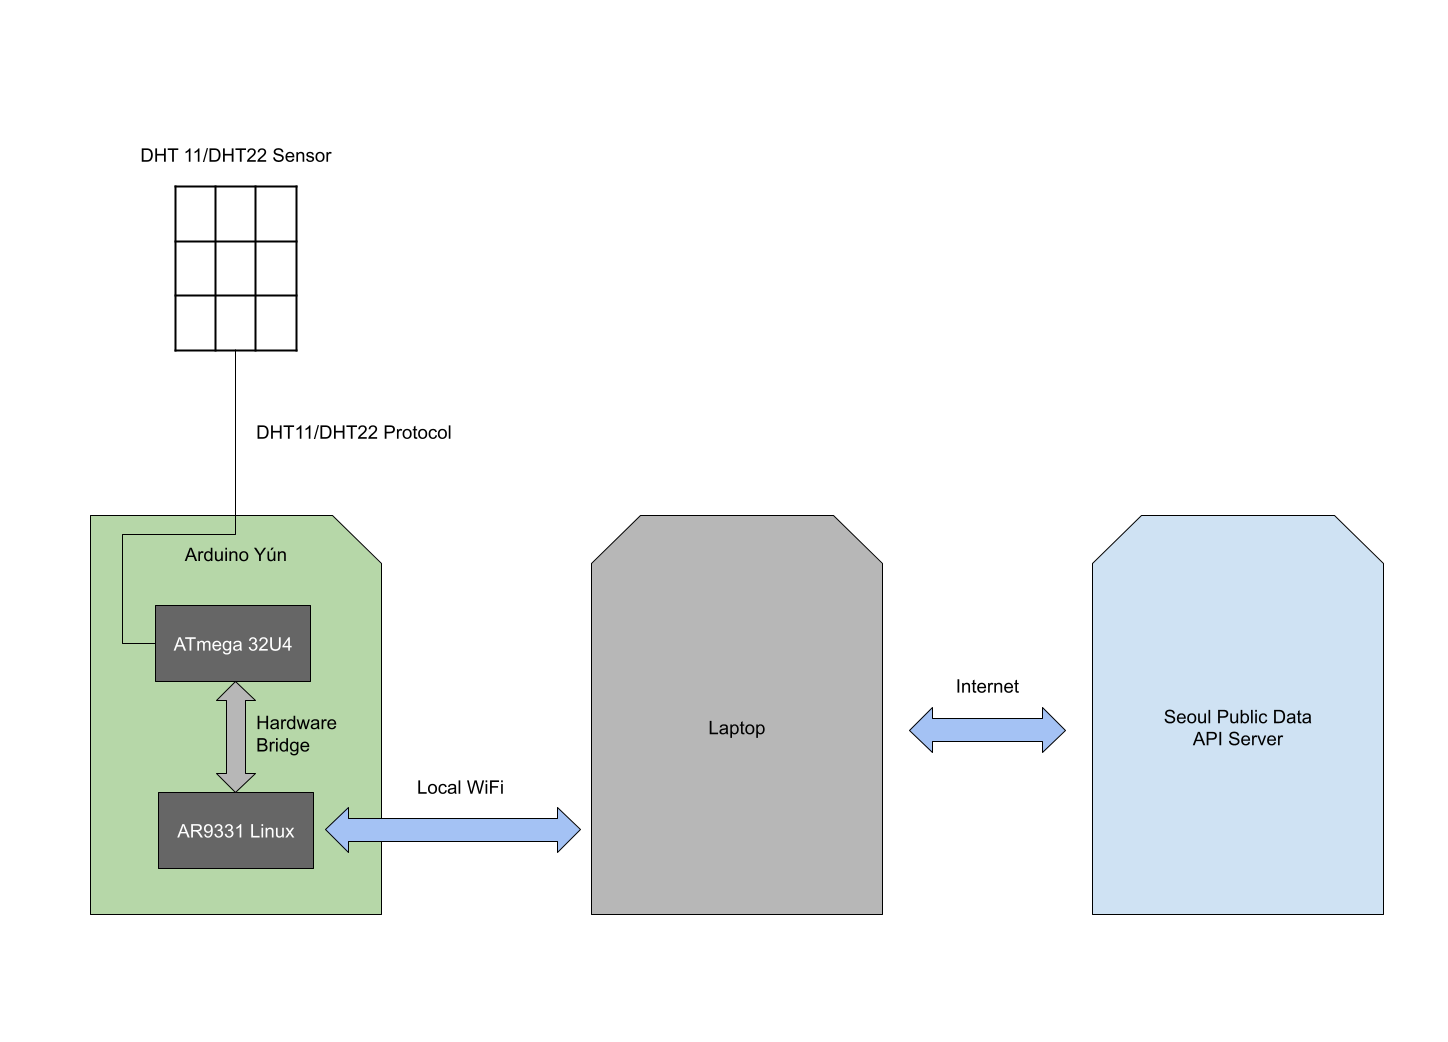 DHT 11/DHT22 Sensor
DHT11/DHT22 Protocol
Arduino Yún
ATmega 32U4
Hardware
Bridge
AR9331 Linux
Local WiFi
Laptop
Internet
Seoul Public Data
API Server